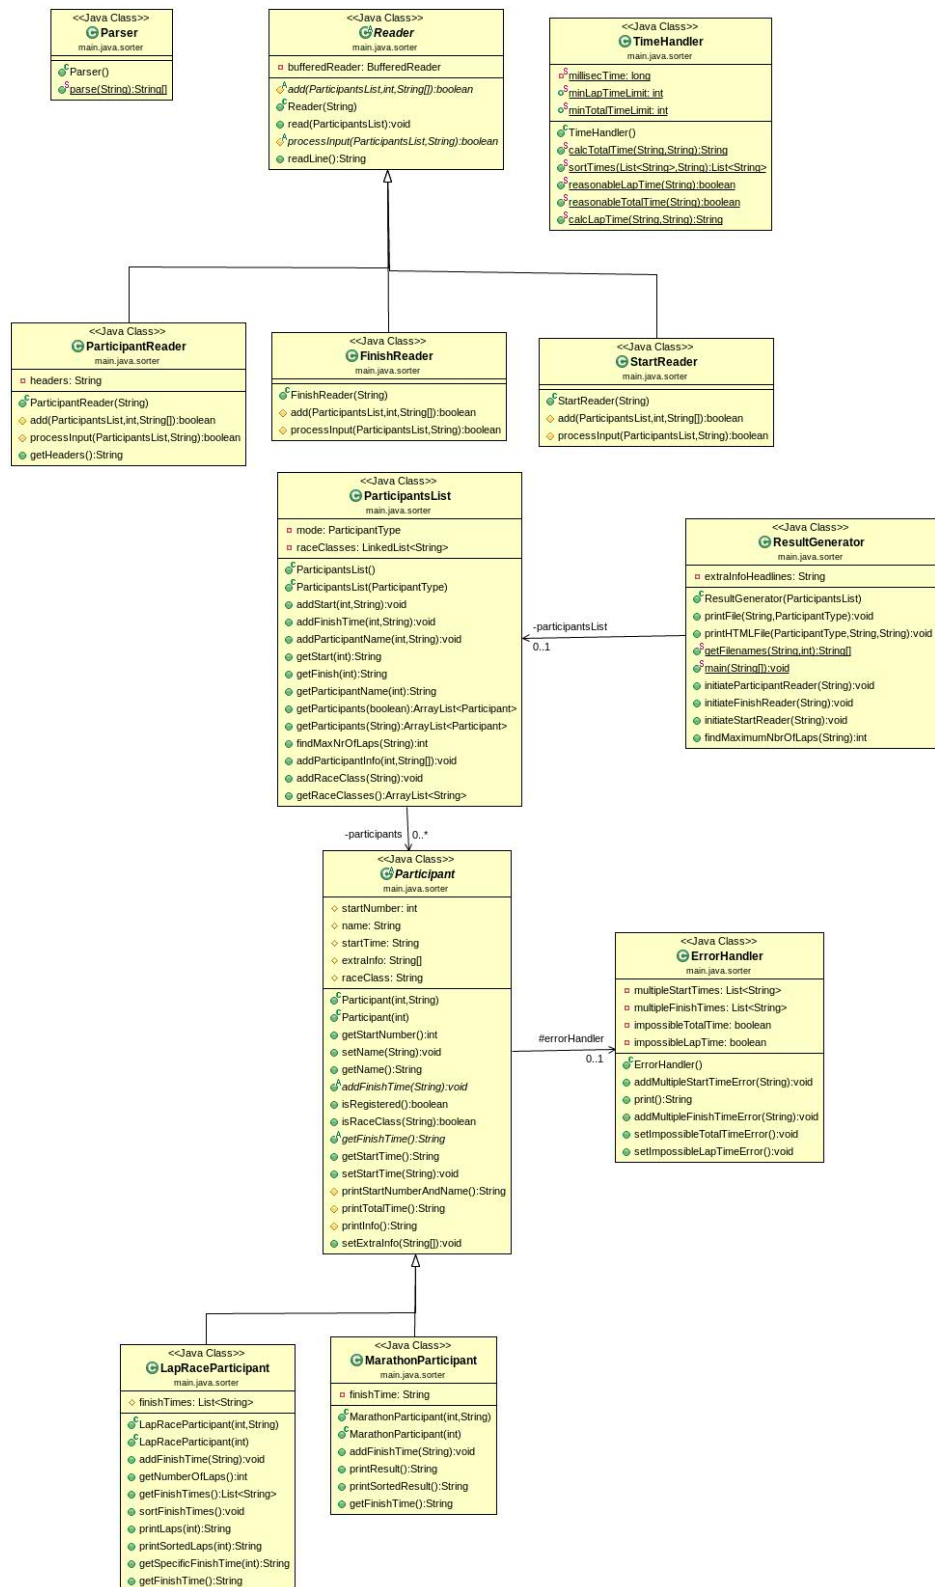 <<Java Class>>
Parser
main.java.sorter
Parser()
parse(String):String[]
<<Java Class>>
Reader
main.java.sorter
bufferedReader: BufferedReader
add(ParticipantsList,int,String[]):boolean
Reader(String)
read(ParticipantsList):void
processInput(ParticipantsList,String):boolean
readLine():String
<<Java Class>>
TimeHandler
main.java.sorter
millisecTime: long
minLapTimeLimit: int
minTotalTimeLimit: int
TimeHandler()
calcTotalTime(String,String):String
sortTimes(List<String>,String):List<String>
reasonableLapTime(String):boolean
reasonableTotalTime(String):boolean
calcLapTime(String,String):String
<<Java Class>>
ParticipantReader
main.java.sorter
headers: String
ParticipantReader(String)
add(ParticipantsList,int,String[]):boolean
processInput(ParticipantsList,String):boolean
getHeaders():String
<<Java Class>>
FinishReader
main.java.sorter
FinishReader(String)
add(ParticipantsList,int,String[]):boolean
processInput(ParticipantsList,String):boolean
<<Java Class>>
StartReader
main.java.sorter
StartReader(String)
add(ParticipantsList,int,String[]):boolean
processInput(ParticipantsList,String):boolean
<<Java Class>>
ParticipantsList
main.java.sorter
mode: ParticipantType
raceClasses: LinkedList<String>
ParticipantsList()
ParticipantsList(ParticipantType)
addStart(int,String):void
addFinishTime(int,String):void
addParticipantName(int,String):void
getStart(int):String
getFinish(int):String
getParticipantName(int):String
getParticipants(boolean):ArrayList<Participant>
getParticipants(String):ArrayList<Participant>
findMaxNrOfLaps(String):int
addParticipantInfo(int,String[]):void
addRaceClass(String):void
getRaceClasses():ArrayList<String>
-participantsList
0..1
<<Java Class>>
ResultGenerator
main.java.sorter
extraInfoHeadlines: String
ResultGenerator(ParticipantsList)
printFile(String,ParticipantType):void
printHTMLFile(ParticipantType,String,String):void
getFilenames(String,int):String[]
main(String[]):void
initiateParticipantReader(String):void
initiateFinishReader(String):void
initiateStartReader(String):void
findMaximumNbrOfLaps(String):int
-participants 0..*
<<Java Class>>
Participant
main.java.sorter
startNumber: int
name: String
startTime: String
extraInfo: String[]
raceClass: String
Participant(int,String)
Participant(int)
getStartNumber():int
setName(String):void
getName():String
addFinishTime(String):void
isRegistered():boolean
isRaceClass(String):boolean
getFinishTime():String
getStartTime():String
setStartTime(String):void
printStartNumberAndName():String
printTotalTime():String
printInfo():String
setExtraInfo(String[]):void
#errorHandler
0..1
<<Java Class>>
ErrorHandler
main.java.sorter
multipleStartTimes: List<String>
multipleFinishTimes: List<String>
impossibleTotalTime: boolean
impossibleLapTime: boolean
ErrorHandler()
addMultipleStartTimeError(String):void
print():String
addMultipleFinishTimeError(String):void
setImpossibleTotalTimeError():void
setImpossibleLapTimeError():void
<<Java Class>>
LapRaceParticipant
main.java.sorter
finishTimes: List<String>
LapRaceParticipant(int,String)
LapRaceParticipant(int)
addFinishTime(String):void
getNumberOfLaps():int
getFinishTimes():List<String>
sortFinishTimes():void
printLaps(int):String
printSortedLaps(int):String
getSpecificFinishTime(int):String
getFinishTime():String
<<Java Class>>
MarathonParticipant
main.java.sorter
finishTime: String
MarathonParticipant(int,String)
MarathonParticipant(int)
addFinishTime(String):void
printResult():String
printSortedResult():String
getFinishTime():String